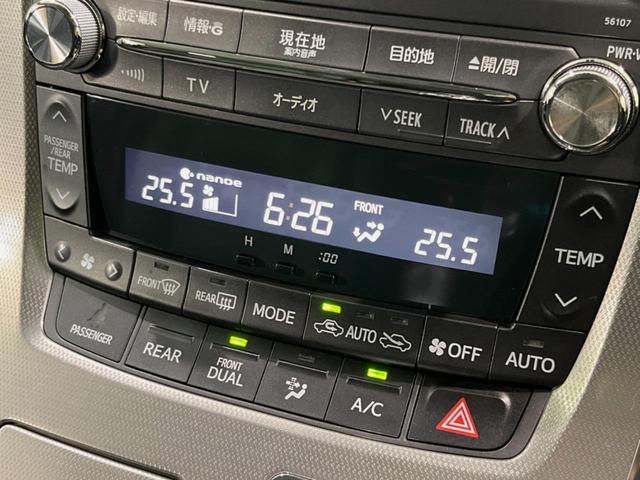 56107
設定・編集
情報・G
現在地
案内音声
目的地
開/閉
PWR-V
TV
オーディオ
SEEK
TRACK
PASSENGER
/REAR
TEMP
nanoe
25.5
6:26
FRONT
25.5
TEMP
H
M
:00
FRONT
REAR
MODE
AUTO
OFF
AUTO
PASSENGER
REAR
FRONT
DUAL
A/C